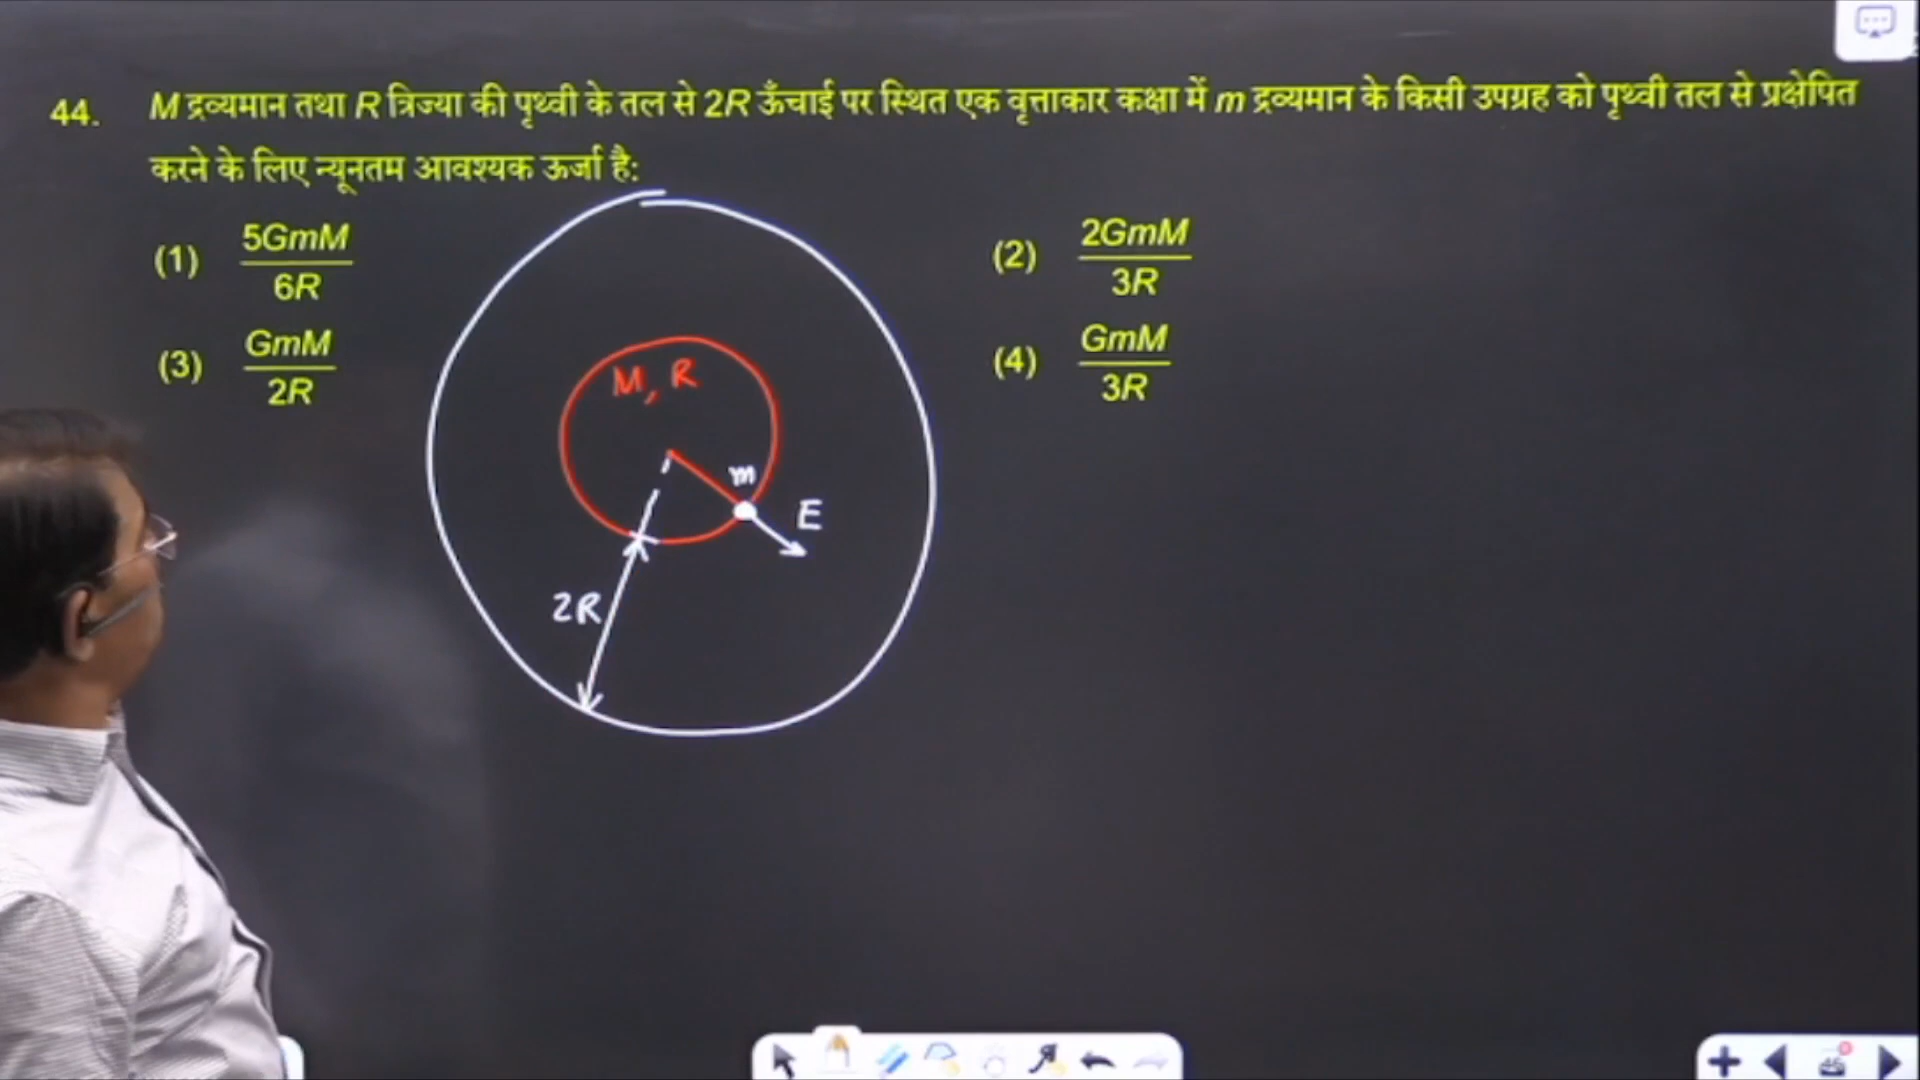 44. M द्रव्यमान तथा R त्रिज्या की पृथ्वी के तल से 2R ऊँचाई पर स्थित एक वृत्ताकार कक्षा में m द्रव्यमान के किसी उपग्रह को पृथ्वी तल से प्रक्षेपित
करने के लिए न्यूनतम आवश्यक ऊर्जा है:
(1) 5GmM/6R (2) 2GmM/3R
(3) GmM/2R (4) GmM/3R
M, R
m
E
2R